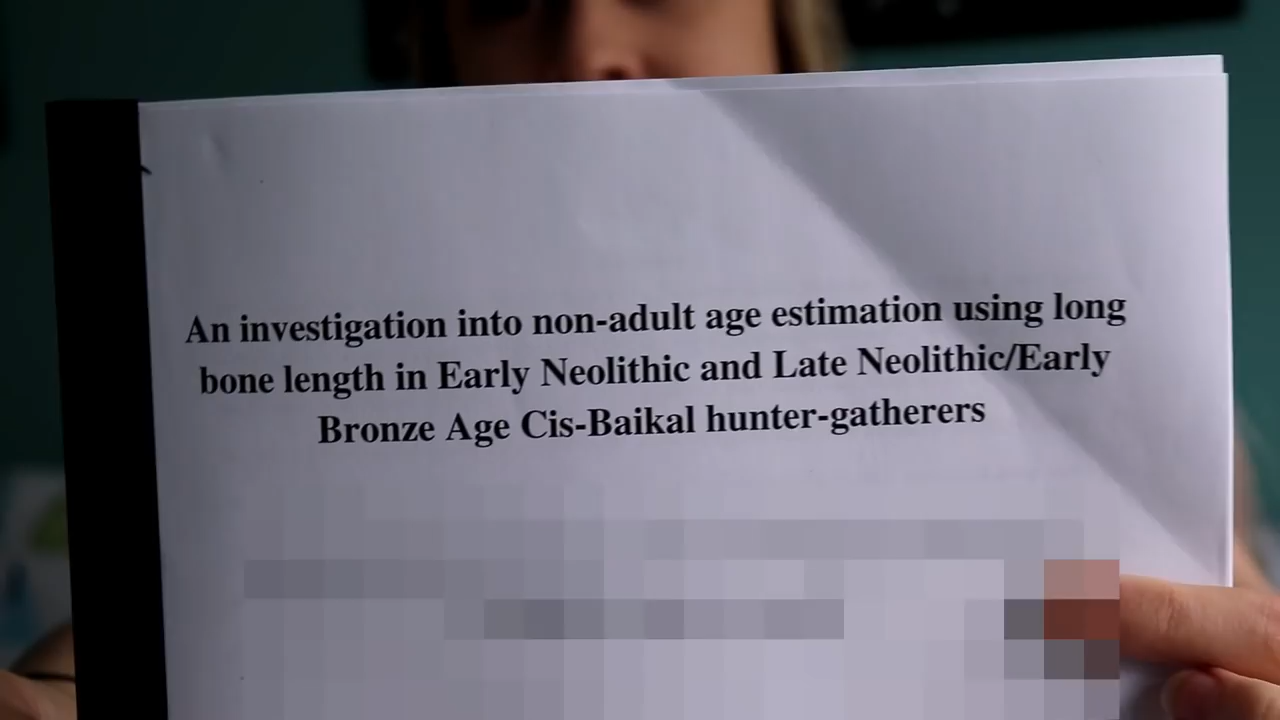 An investigation into non-adult age estimation using long
bone length in Early Neolithic and Late Neolithic/Early
Bronze Age Cis-Baikal hunter-gatherers